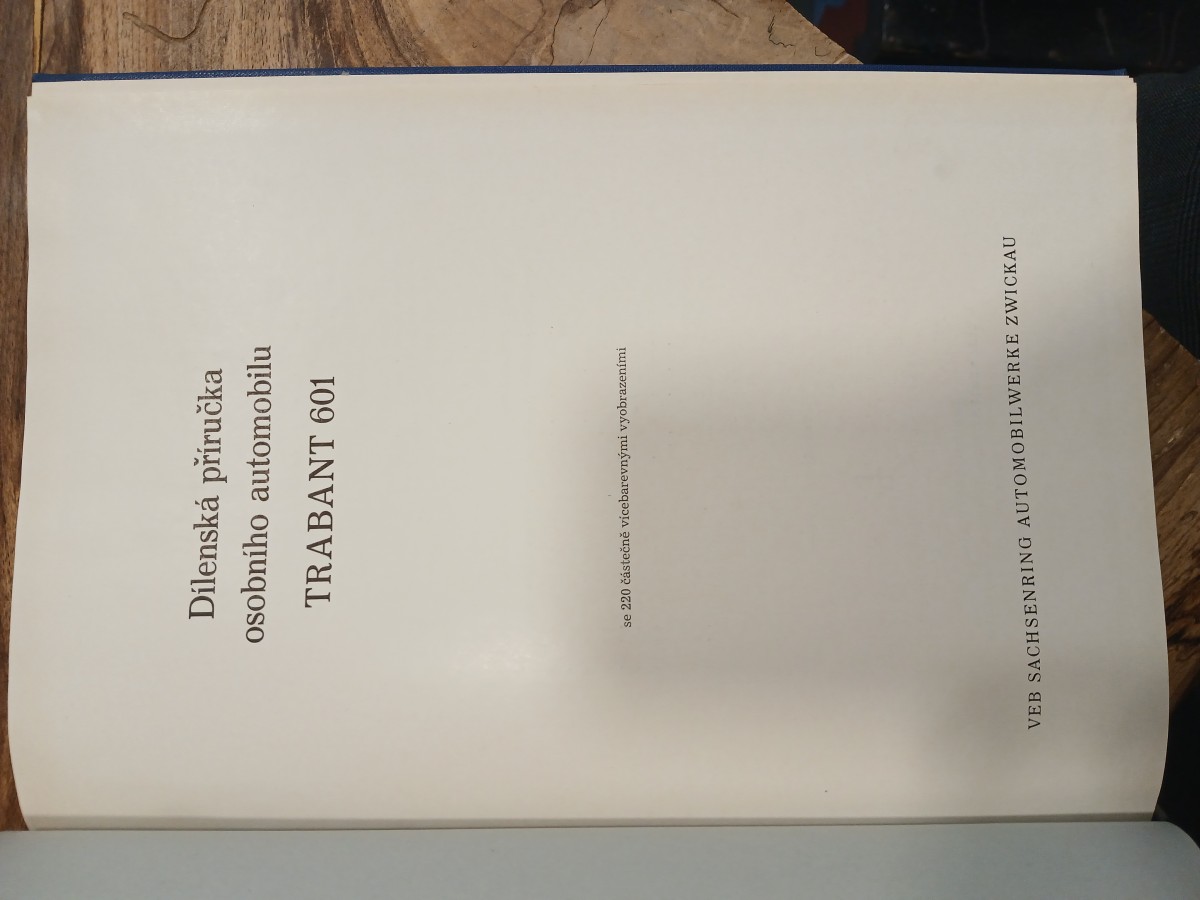 Dílenská příručka
osobního automobilu
TRABANT 601
se 220 částečně vícebarevnými vyobrazeními
VEB SACHSENRING AUTOMOBILWERKE ZWICKAU